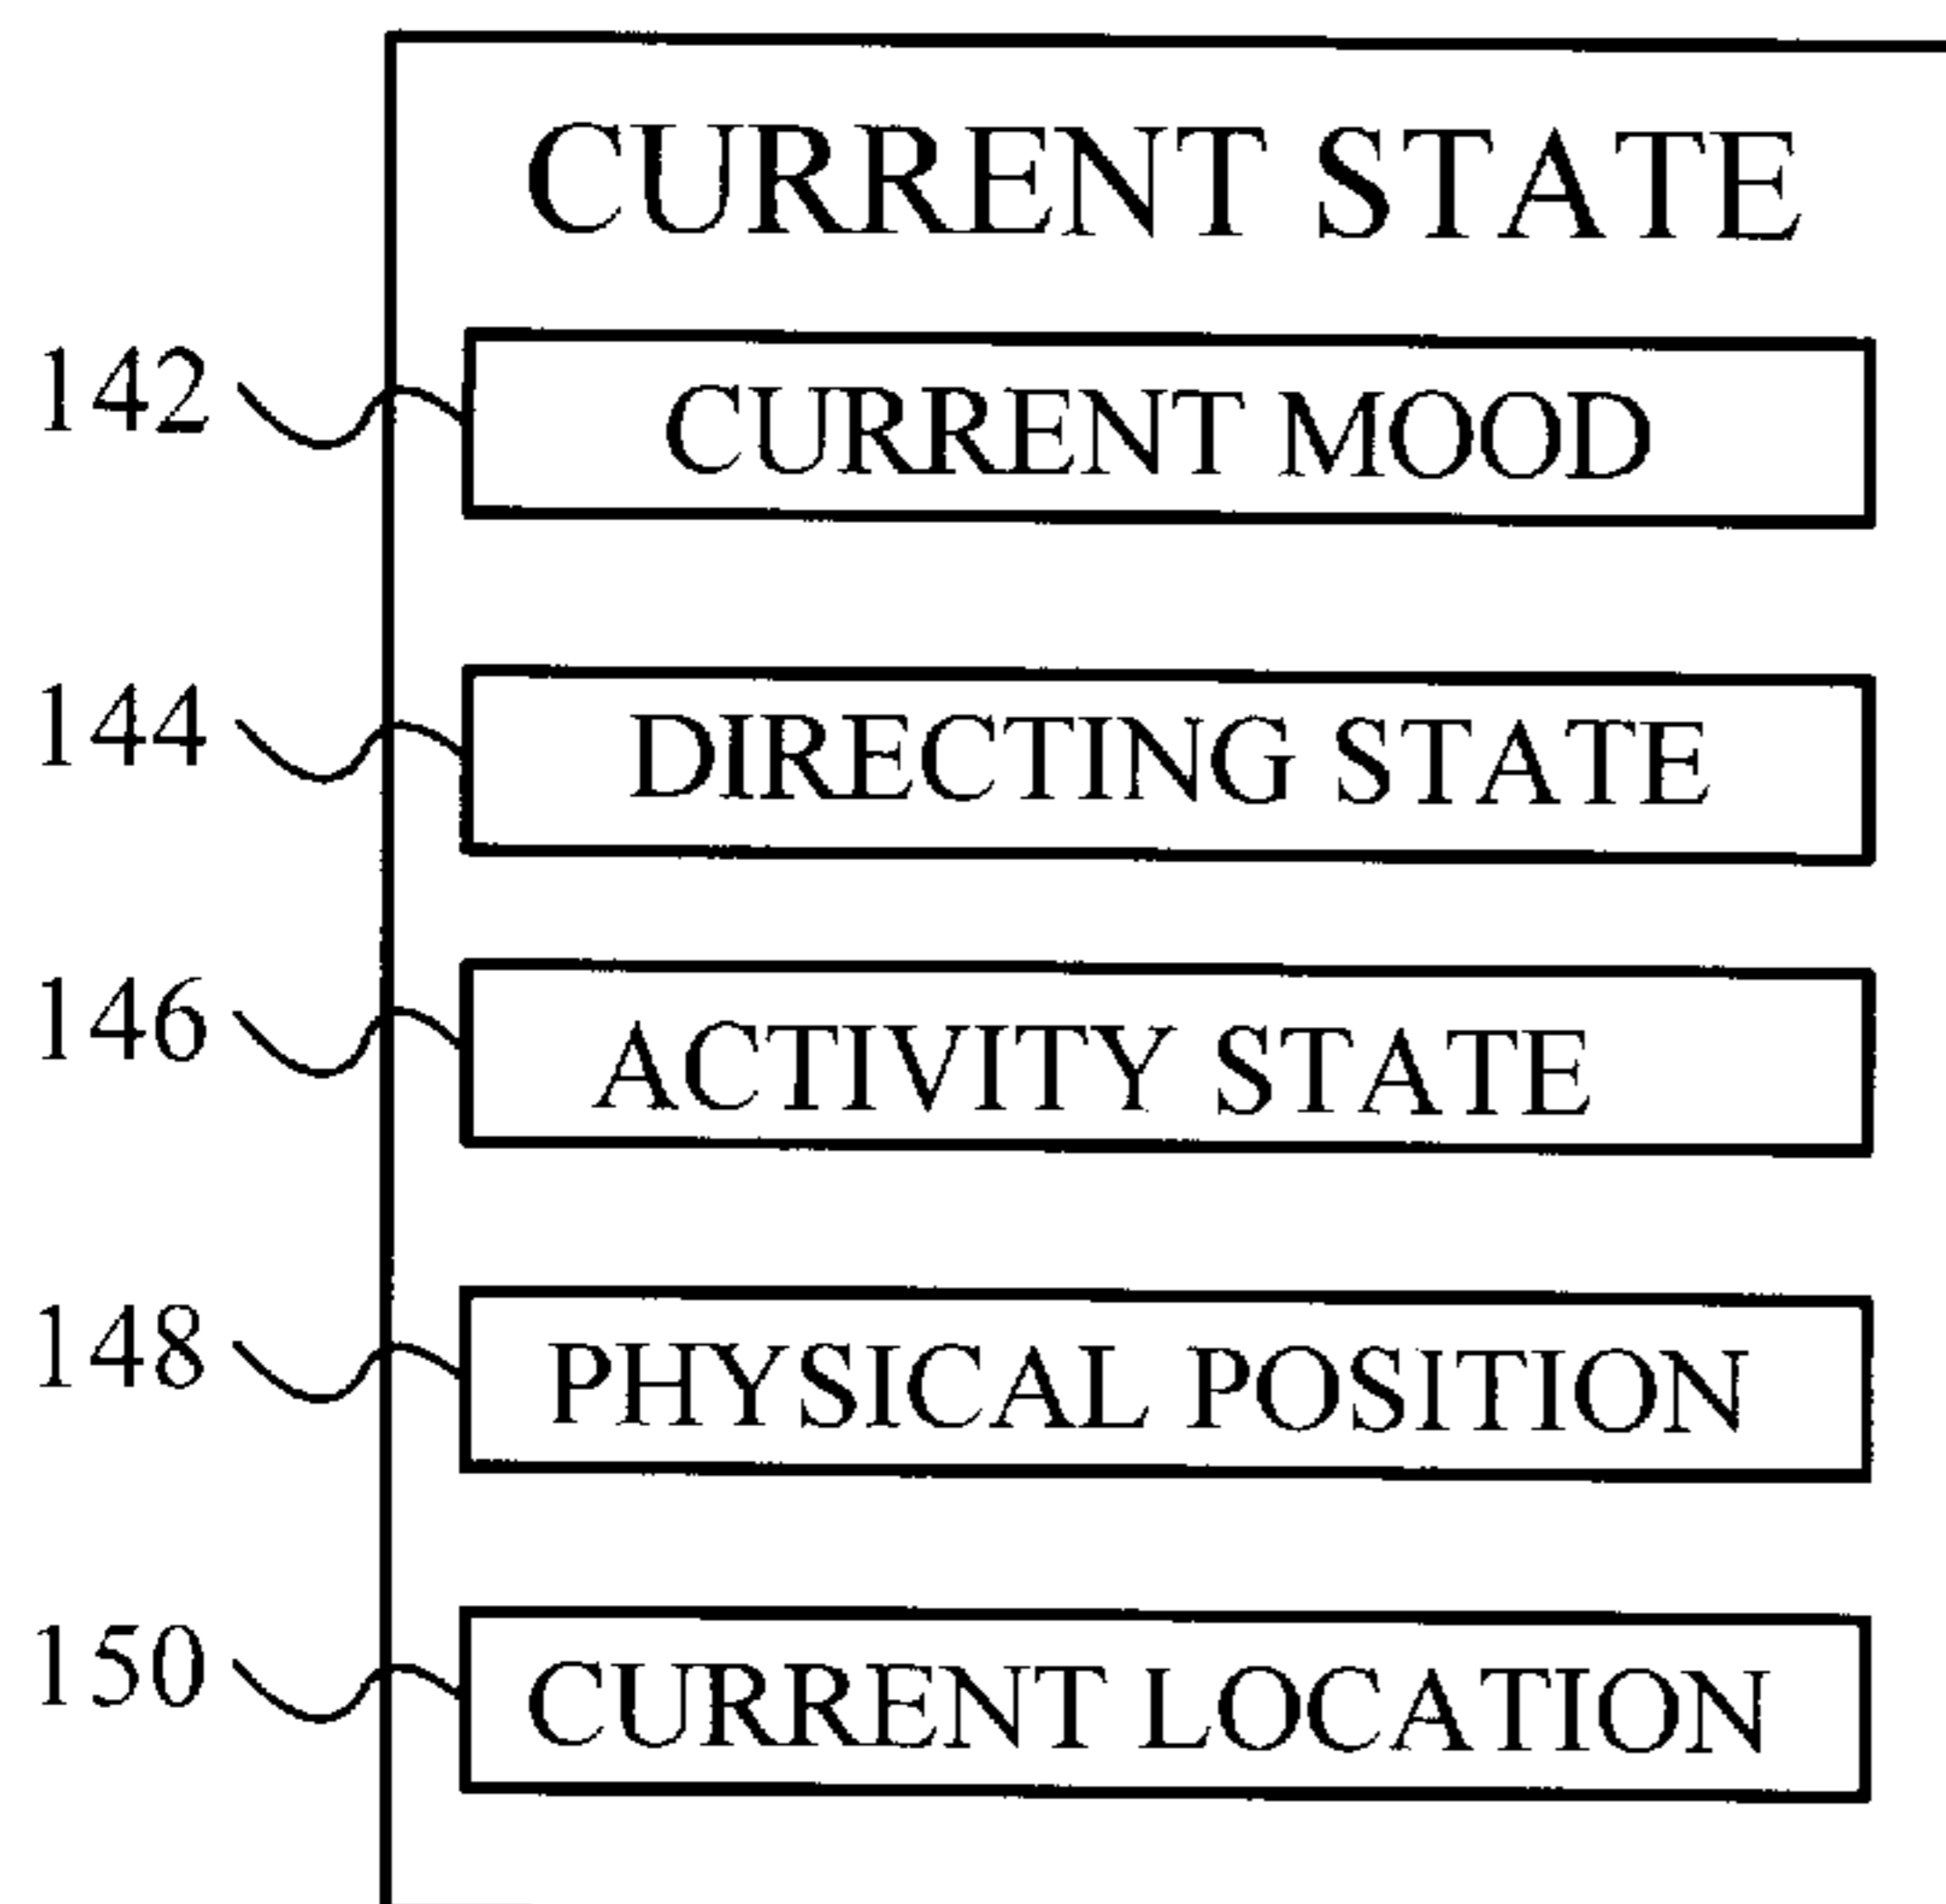 CURRENT STATE
142 CURRENT MOOD
144 DIRECTING STATE
146 ACTIVITY STATE
148 PHYSICAL POSITION
150 CURRENT LOCATION